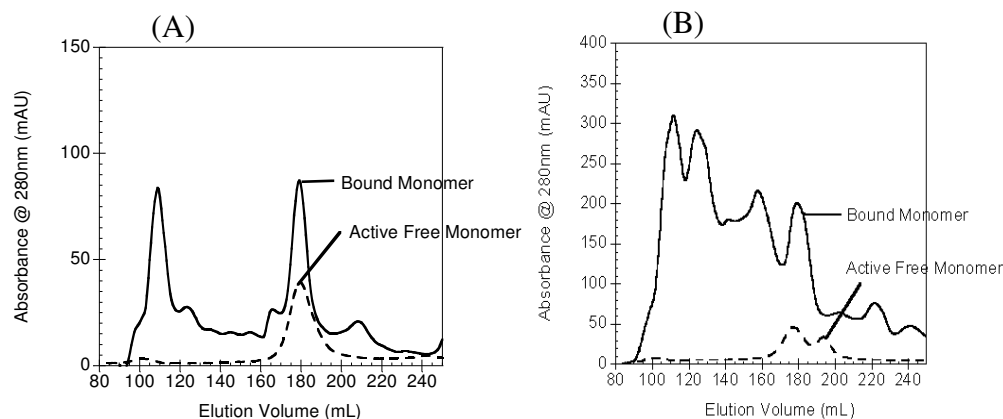 (A)
150
100
50
0
80 100 120 140 160 180 200 220 240
Absorbance @ 280nm (mAU)
Elution Volume (mL)
Bound Monomer
Active Free Monomer
(B)
400
350
300
250
200
150
100
50
0
80 100 120 140 160 180 200 220 240
Absorbance @ 280nm (mAU)
Elution Volume (mL)
Bound Monomer
Active Free Monomer